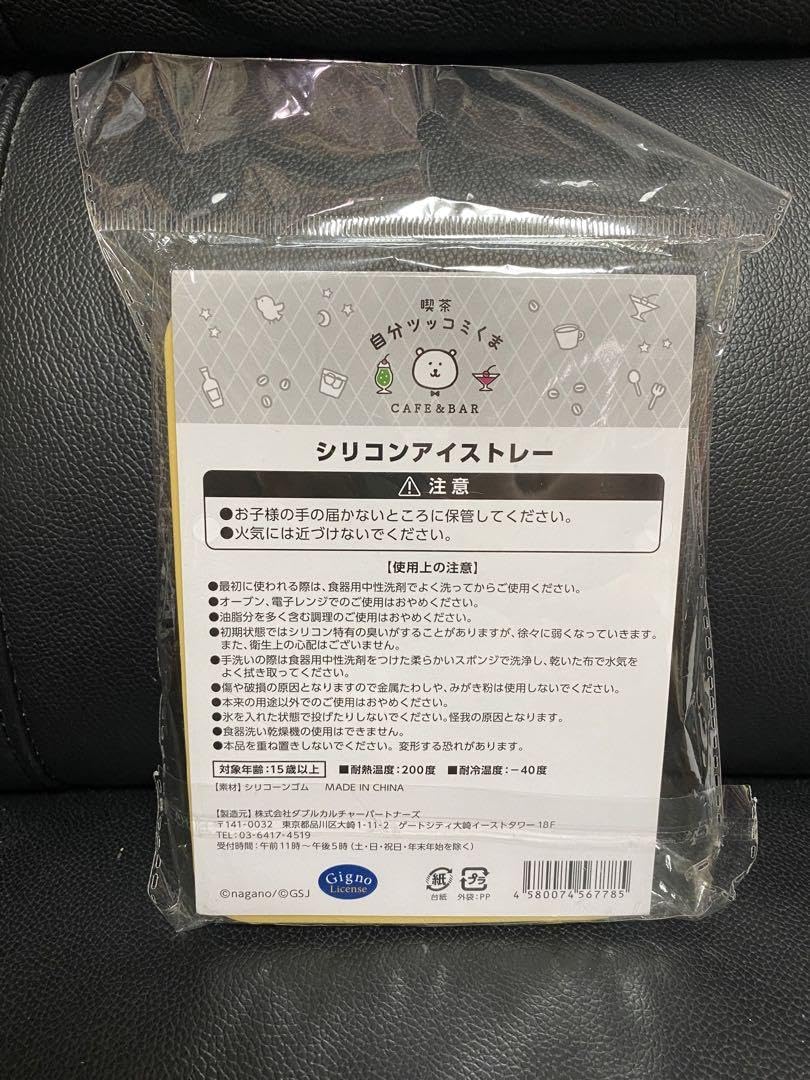 喫茶
自分ツッコミくま
CAFE & BAR
シリコンアイストレー
注意
●お子様の手の届かないところに保管してください。
●火気には近づけないでください。
【使用上の注意】
●最初に使われる際は、食器用中性洗剤でよく洗ってからご使用ください。
●オーブン、電子レンジでのご使用はおやめください。
●油脂分を多く含む調理のご使用はおやめください。
●初期状態ではシリコン特有の臭いがすることがありますが、徐々に弱くなっていきます。
また、衛生上の心配はございません。
●手洗いの際は食器用中性洗剤をつけた柔らかいスポンジで洗浄し、乾いた布で水気を
よく拭き取ってください。
●傷や破損の原因となりますので金属たわしや、みがき粉は使用しないでください。
●本来の用途以外でのご使用はおやめください。
●氷を入れた状態で投げたりしないでください。怪我の原因となります。
●食器洗い乾燥機の使用はできません。
●本品を重ね置きしないでください。変形する恐れがあります。
対象年齢:15歳以上 ■耐熱温度:200度 ■耐冷温度:-40度
【素材】シリコーンゴム MADE IN CHINA
【製造元】株式会社ダブルカルチャーパートナーズ
〒141-0032 東京都品川区大崎1-11-2 ゲートシティ大崎イーストタワー18F
TEL:03-6417-4519
受付時間:午前11時~午後5時(土・日・祝日・年末年始を除く)
©nagano/©GSJ
Gigno
License
紙
台紙
プラ
外袋:PP
4 580074 567785